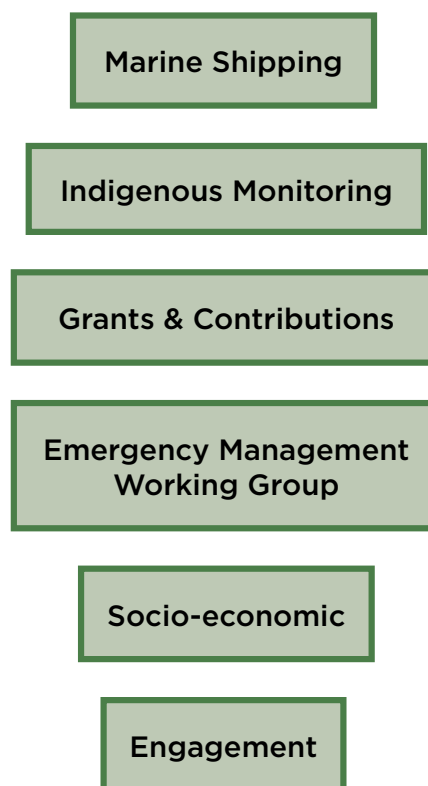 Marine Shipping
Indigenous Monitoring
Grants & Contributions
Emergency Management
Working Group
Socio-economic
Engagement